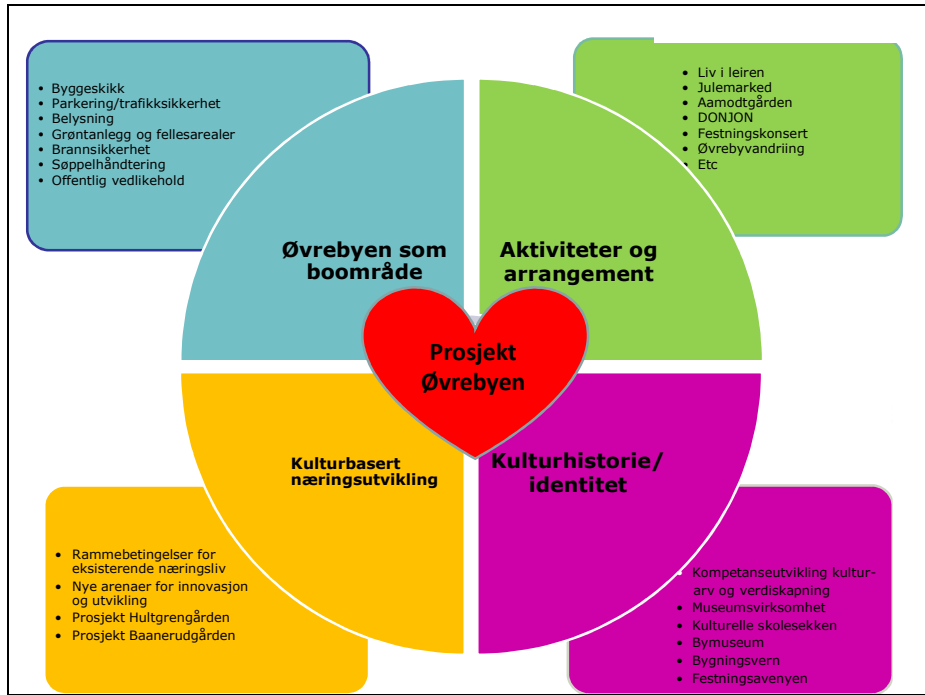 • Byggeskikk
• Parkering/trafikksikkerhet
• Belysning
• Grøntanlegg og fellesarealer
• Brannsikkerhet
• Søppelhåndtering
• Offentlig vedlikehold
• Liv i leiren
• Julemarked
• Aamodtgården
• DONJON
• Festningskonsert
• Øvrebyvandriing
• Etc
Øvrebyen som
boområde
Aktiviteter og
arrangement
Prosjekt
Øvrebyen
Kulturbasert
næringsutvikling
Kulturhistorie/
identitet
• Rammebetingelser for
eksisterende næringsliv
• Nye arenaer for innovasjon
og utvikling
• Prosjekt Hultgrengården
• Prosjekt Baanerudgården
• Kompetanseutvikling kultur-
arv og verdiskapning
• Museumsvirksomhet
• Kulturelle skolesekken
• Bymuseum
• Bygningsvern
• Festningsavenyen